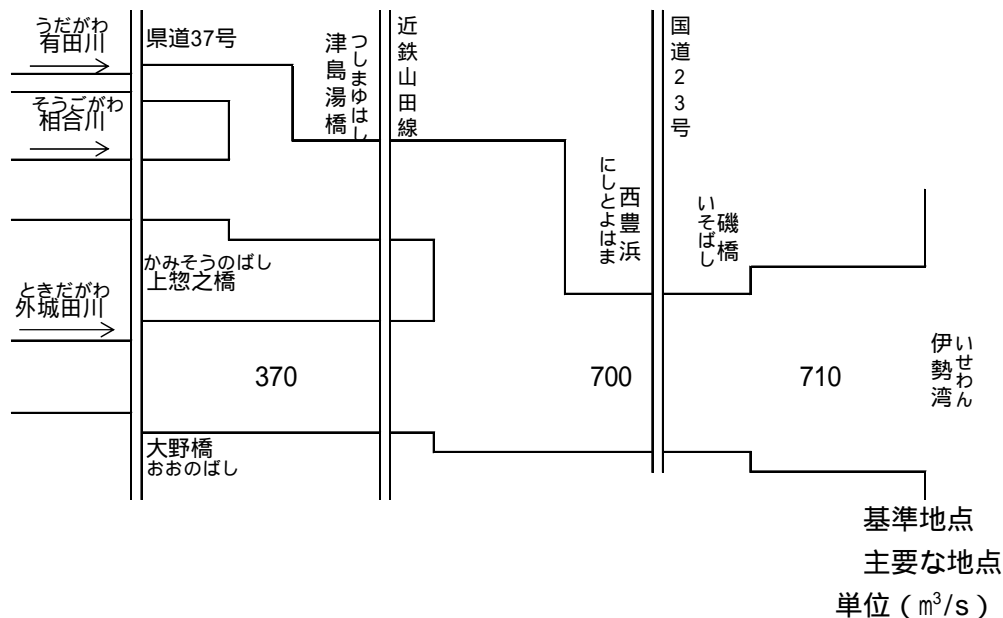 うだがわ
有田川
県道37号
津島湯橋
つしまゆはし
近鉄山田線
国道23号
そうごがわ
相合川
西豊浜
にしとよはま
磯橋
いそばし
かみそうのばし
上惣之橋
ときだがわ
外城田川
370
700
710
伊勢湾
いせわん
大野橋
おおのばし
基準地点
主要な地点
単位(㎥/s)